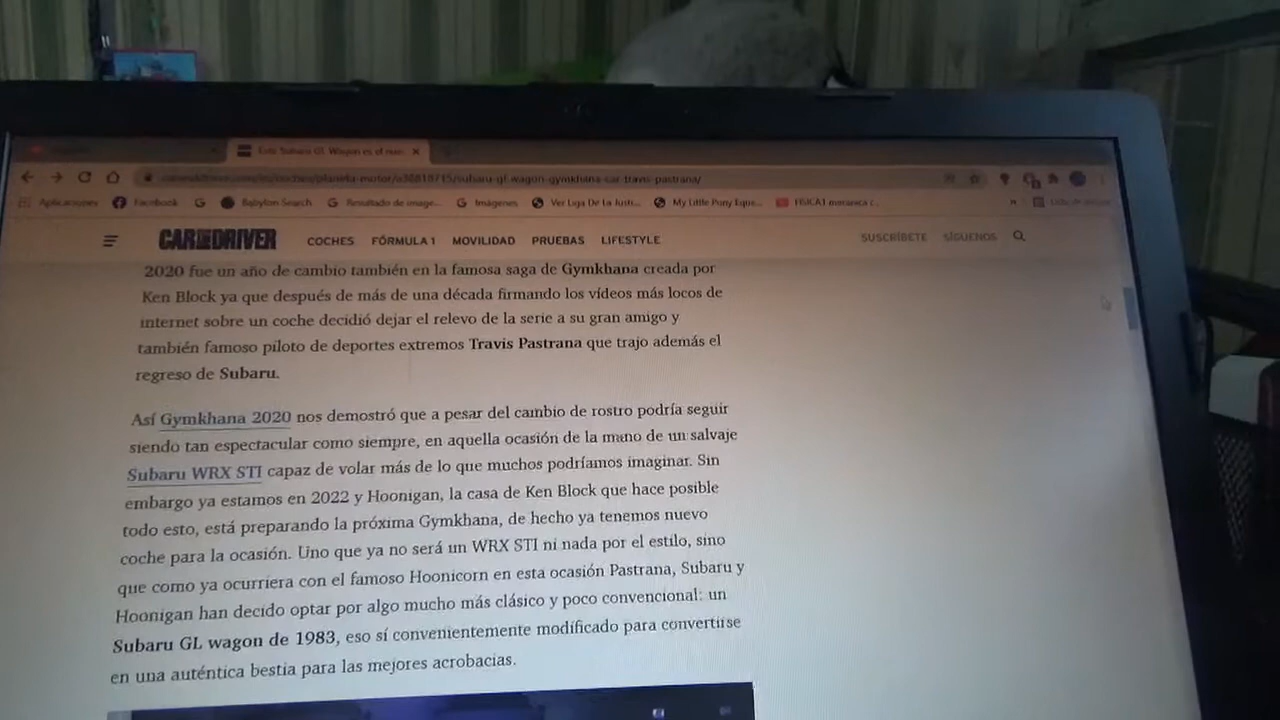 Este Subaru GL Wagon es el nue
planeta-motor/a38819715/subaru-gl-wagon-gymkhana-car-travis-pastrana/
Aplicaciones Facebook Babylon Search Resultado de image... Imágenes Ver Liga De La Justi... My Little Pony Eque... FISICA1 mecanica c...
CAR AND DRIVER COCHES FÓRMULA 1 MOVILIDAD PRUEBAS LIFESTYLE SUSCRÍBETE SÍGUENOS
2020 fue un año de cambio también en la famosa saga de Gymkhana creada por
Ken Block ya que después de más de una década firmando los vídeos más locos de
internet sobre un coche decidió dejar el relevo de la serie a su gran amigo y
también famoso piloto de deportes extremos Travis Pastrana que trajo además el
regreso de Subaru.
Así Gymkhana 2020 nos demostró que a pesar del cambio de rostro podría seguir
siendo tan espectacular como siempre, en aquella ocasión de la mano de un salvaje
Subaru WRX STI capaz de volar más de lo que muchos podríamos imaginar. Sin
embargo ya estamos en 2022 y Hoonigan, la casa de Ken Block que hace posible
todo esto, está preparando la próxima Gymkhana, de hecho ya tenemos nuevo
coche para la ocasión. Uno que ya no será un WRX STI ni nada por el estilo, sino
que como ya ocurriera con el famoso Hoonicorn en esta ocasión Pastrana, Subaru y
Hoonigan han decido optar por algo mucho más clásico y poco convencional: un
Subaru GL wagon de 1983, eso sí convenientemente modificado para convertirse
en una auténtica bestia para las mejores acrobacias.